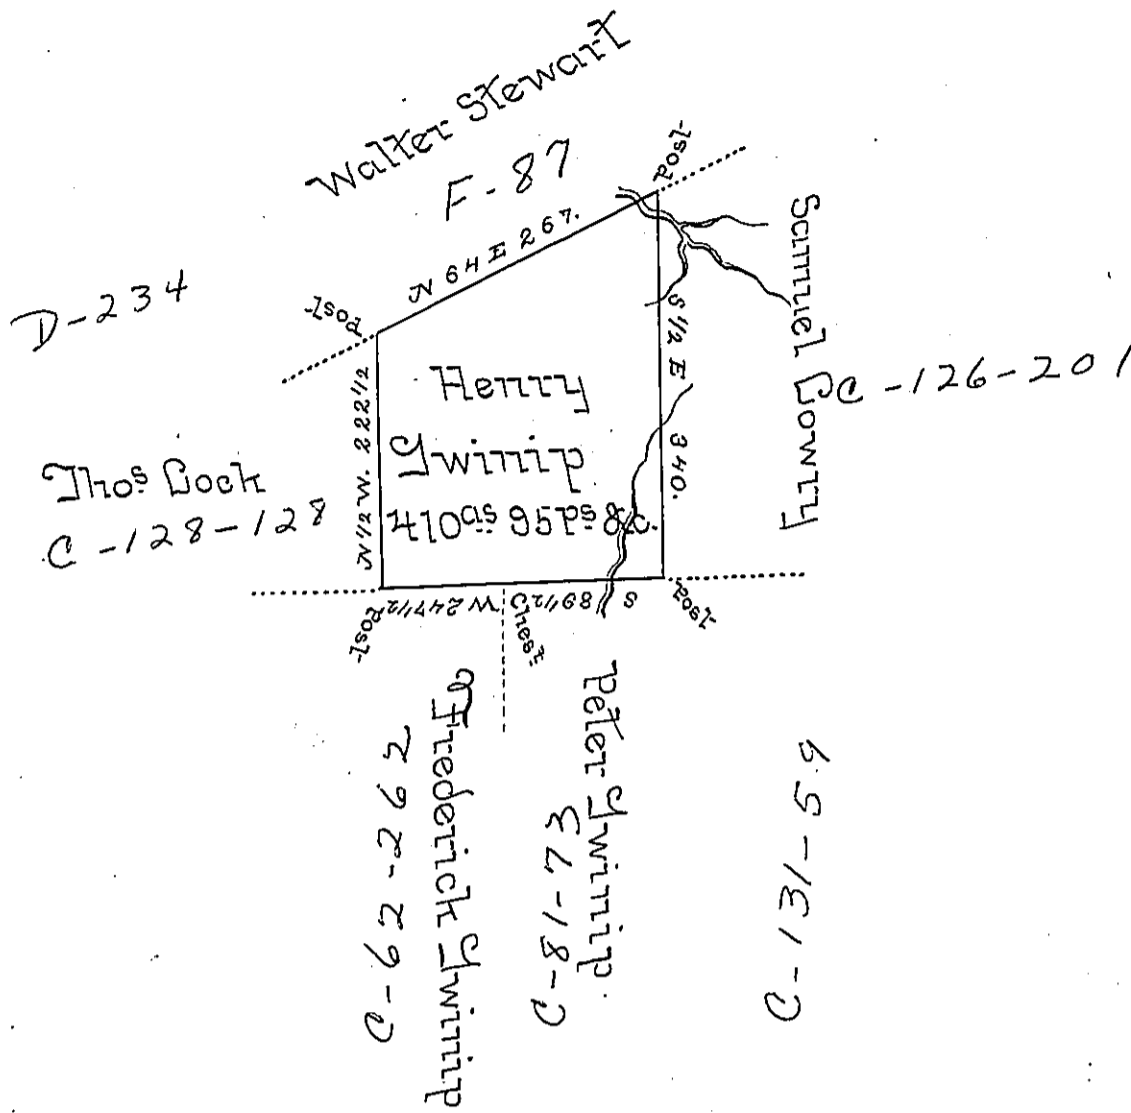 Walter Stewart
F-87
Post
N 64 E 267.
D-234
Post
Samuel Lowry
C-126-201
S 1/2 E 340.
Henry
Gwinip
410as 95ps &c.
N 1/2 W. 222 1/2
Thos Lock
C-128-128
Post
S 89 1/2 W 247 1/2
Post
Chest:
Frederick Gwinip
C-62-262
Peter Gwinip.
C-81-73
C-131-59